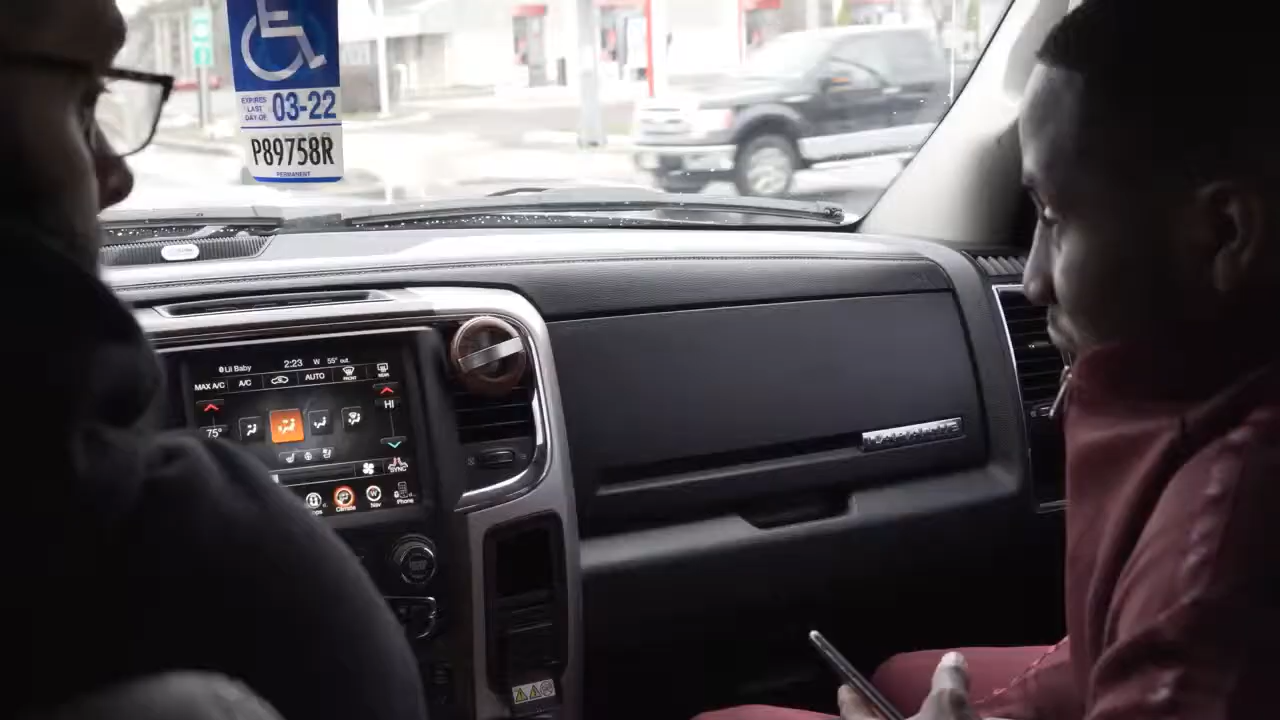 EXPIRES
LAST
DAY OF
03-22
P89758R
PERMANENT
Lil Baby 2:23 W 55° out.
MAX A/C A/C AUTO FRONT REAR
HI
75°
SYNC
Climate Nav Phone
LARAMIE